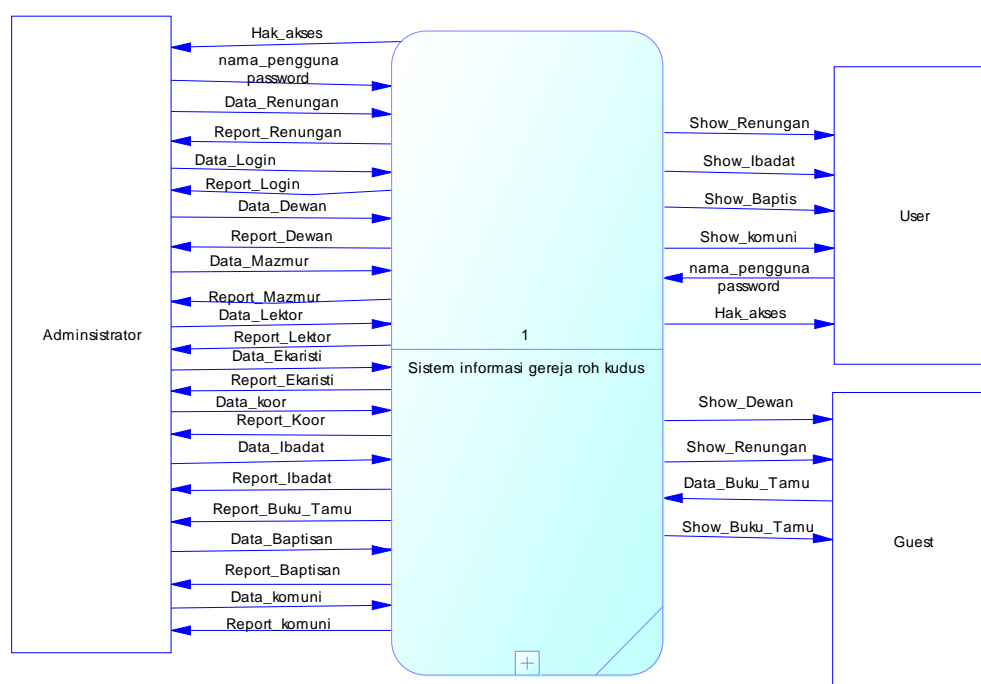 Hak_akses
nama_pengguna
password
Data_Renungan
Report_Renungan
Data_Login
Report_Login
Data_Dewan
Report_Dewan
Data_Mazmur
Report_Mazmur
Data_Lektor
Report_Lektor
Data_Ekaristi
Report_Ekaristi
Data_koor
Report_Koor
Data_Ibadat
Report_Ibadat
Report_Buku_Tamu
Data_Baptisan
Report_Baptisan
Data_komuni
Report_komuni
Adminsistrator
1
Sistem informasi gereja roh kudus
Show_Renungan
Show_Ibadat
Show_Baptis
Show_komuni
nama_pengguna
password
Hak_akses
User
Show_Dewan
Show_Renungan
Data_Buku_Tamu
Show_Buku_Tamu
Guest